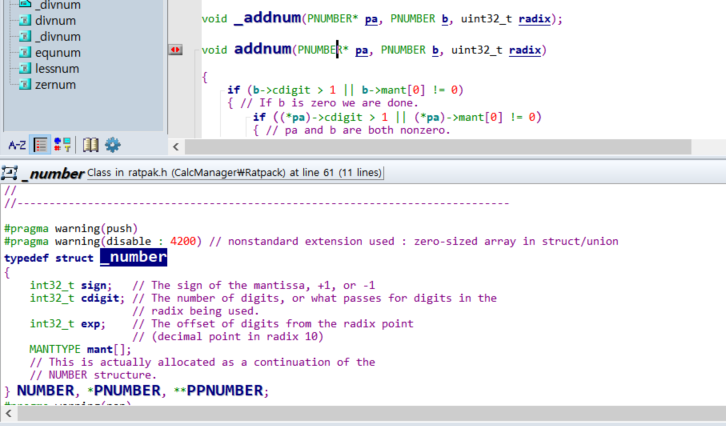 _divnum
divnum
_divnum
equnum
lessnum
zernum
A-Z
void _addnum(PNUMBER* pa, PNUMBER b, uint32_t radix);
void addnum(PNUMBER* pa, PNUMBER b, uint32_t radix)
{
if (b->cdigit > 1 || b->mant[0] != 0)
{ // If b is zero we are done.
if ((*pa)->cdigit > 1 || (*pa)->mant[0] != 0)
{ // pa and b are both nonzero.
_number Class in ratpak.h (CalcManager₩Ratpack) at line 61 (11 lines)
//
//-----------------------------------------------------------------------------
#pragma warning(push)
#pragma warning(disable : 4200) // nonstandard extension used : zero-sized array in struct/union
typedef struct _number
{
int32_t sign; // The sign of the mantissa, +1, or -1
int32_t cdigit; // The number of digits, or what passes for digits in the
// radix being used.
int32_t exp; // The offset of digits from the radix point
// (decimal point in radix 10)
MANTTYPE mant[];
// This is actually allocated as a continuation of the
// NUMBER structure.
} NUMBER, *PNUMBER, **PPNUMBER;